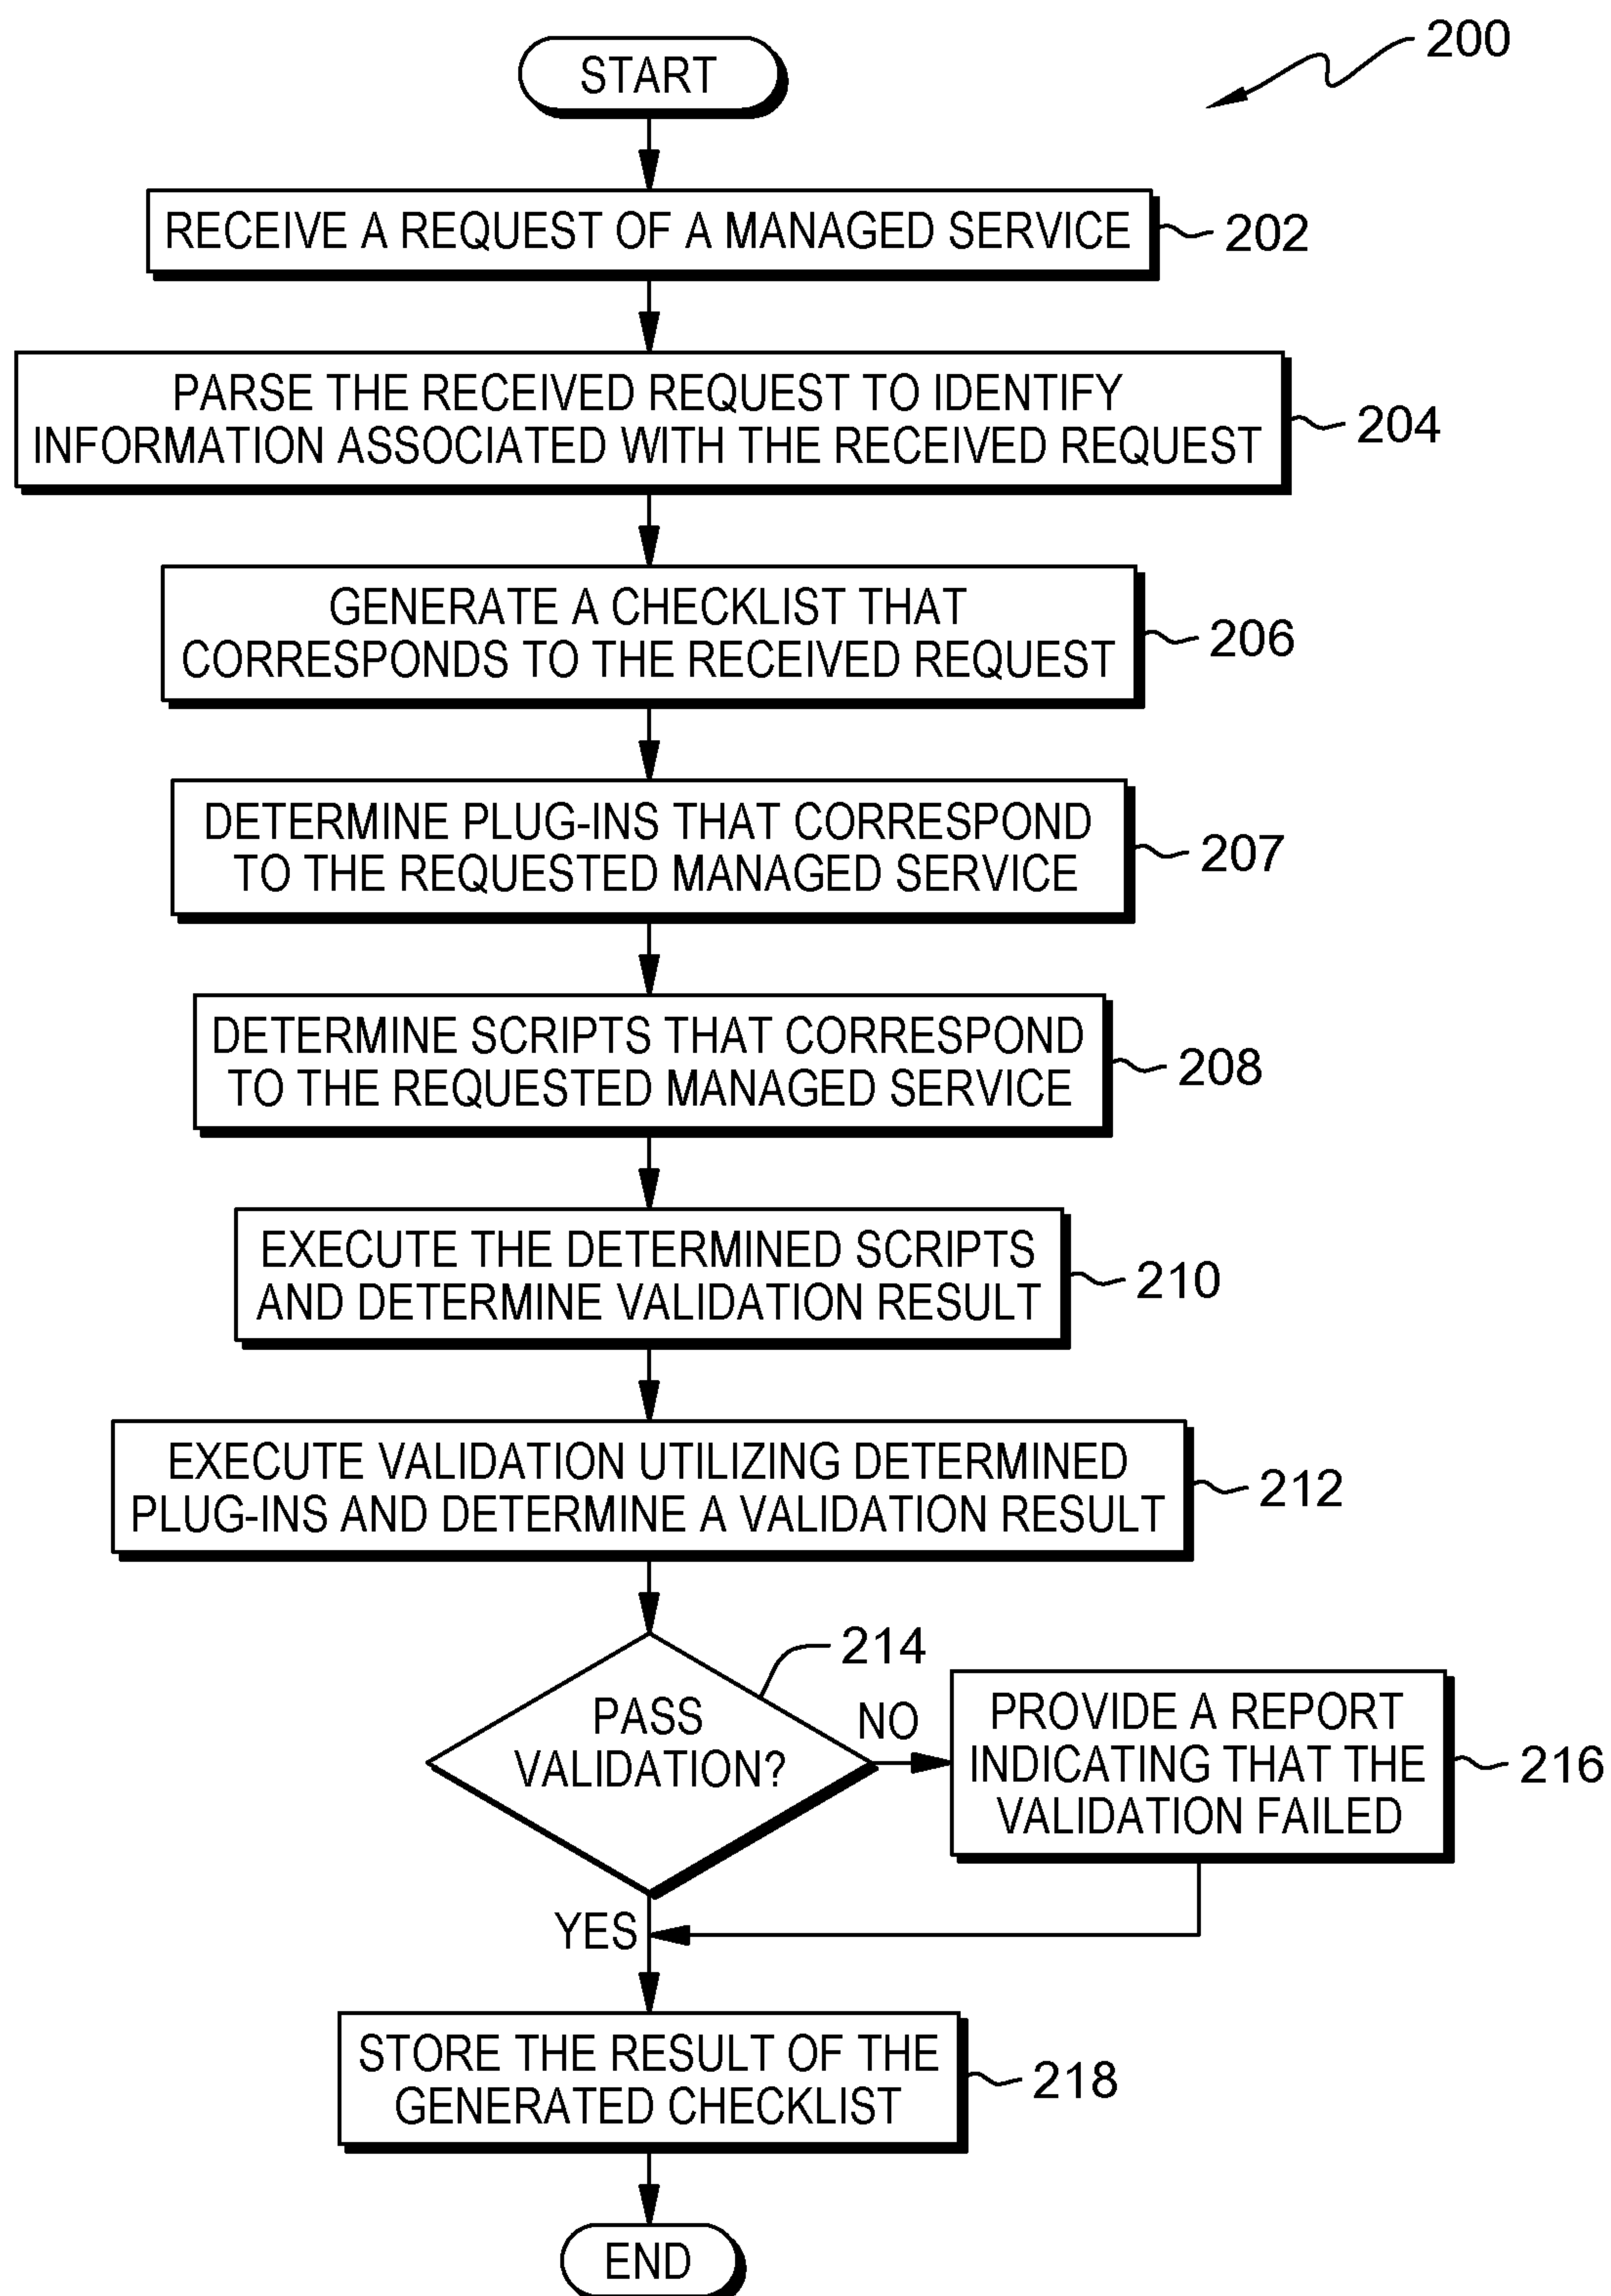 200
START
RECEIVE A REQUEST OF A MANAGED SERVICE
202
PARSE THE RECEIVED REQUEST TO IDENTIFY
INFORMATION ASSOCIATED WITH THE RECEIVED REQUEST
204
GENERATE A CHECKLIST THAT
CORRESPONDS TO THE RECEIVED REQUEST
206
DETERMINE PLUG-INS THAT CORRESPOND
TO THE REQUESTED MANAGED SERVICE
207
DETERMINE SCRIPTS THAT CORRESPOND
TO THE REQUESTED MANAGED SERVICE
208
EXECUTE THE DETERMINED SCRIPTS
AND DETERMINE VALIDATION RESULT
210
EXECUTE VALIDATION UTILIZING DETERMINED
PLUG-INS AND DETERMINE A VALIDATION RESULT
212
214
PASS
VALIDATION?
NO
PROVIDE A REPORT
INDICATING THAT THE
VALIDATION FAILED
216
YES
STORE THE RESULT OF THE
GENERATED CHECKLIST
218
END